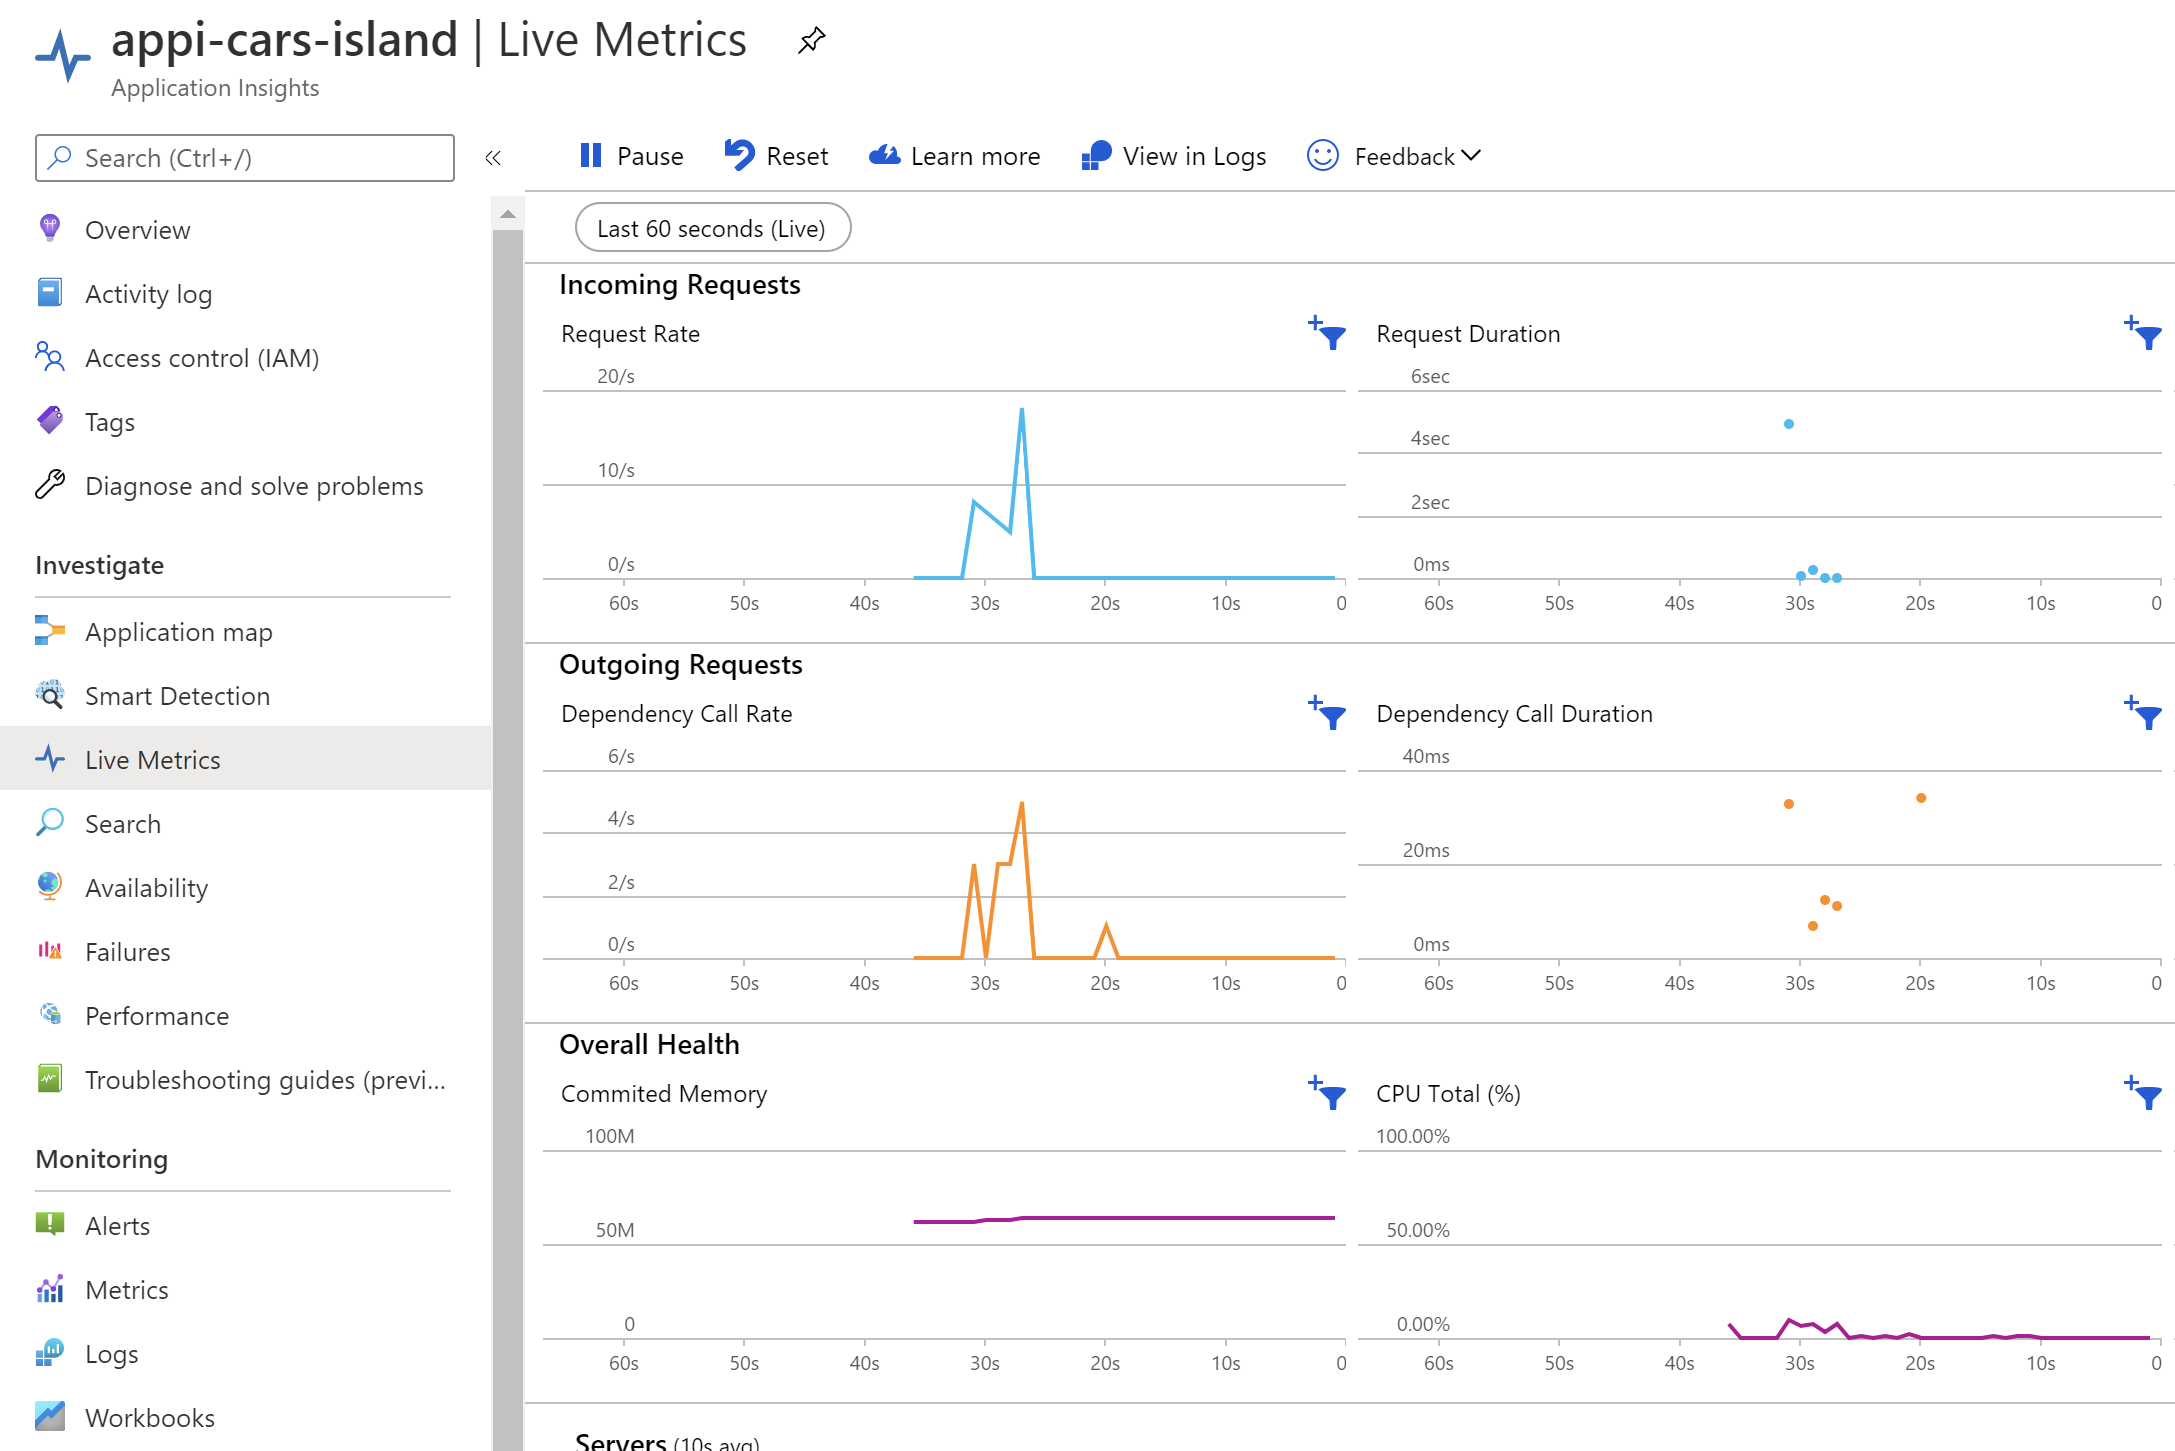 appi-cars-island | Live Metrics
Application Insights
Search (Ctrl+/)
«
Overview
Activity log
Access control (IAM)
Tags
Diagnose and solve problems
Investigate
Application map
Smart Detection
Live Metrics
Search
Availability
Failures
Performance
Troubleshooting guides (previ...
Monitoring
Alerts
Metrics
Logs
Workbooks
Pause Reset Learn more View in Logs Feedback
Last 60 seconds (Live)
Incoming Requests
Request Rate
20/s
10/s
0/s
60s 50s 40s 30s 20s 10s 0
Request Duration
6sec
4sec
2sec
0ms
60s 50s 40s 30s 20s 10s 0
Outgoing Requests
Dependency Call Rate
6/s
4/s
2/s
0/s
60s 50s 40s 30s 20s 10s 0
Dependency Call Duration
40ms
20ms
0ms
60s 50s 40s 30s 20s 10s 0
Overall Health
Commited Memory
100M
50M
0
60s 50s 40s 30s 20s 10s 0
CPU Total (%)
100.00%
50.00%
0.00%
60s 50s 40s 30s 20s 10s 0
Servers (10s avg)